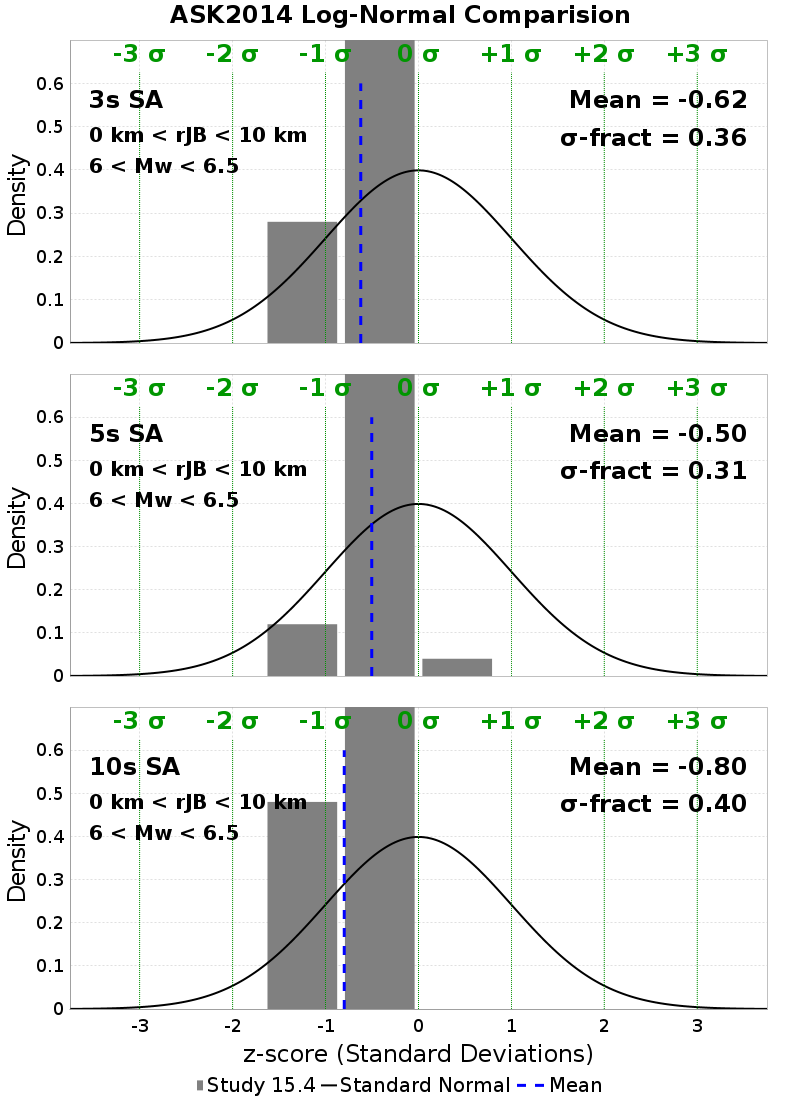 ASK2014 Log-Normal Comparision
-3 σ -2 σ -1 σ 0 σ +1 σ +2 σ +3 σ
3s SA
0 km < rJB < 10 km
6 < Mw < 6.5
Mean = -0.62
σ-fract = 0.36
Density
0.6
0.5
0.4
0.3
0.2
0.1
0
-3 σ -2 σ -1 σ 0 σ +1 σ +2 σ +3 σ
5s SA
0 km < rJB < 10 km
6 < Mw < 6.5
Mean = -0.50
σ-fract = 0.31
Density
0.6
0.5
0.4
0.3
0.2
0.1
0
-3 σ -2 σ -1 σ 0 σ +1 σ +2 σ +3 σ
10s SA
0 km < rJB < 10 km
6 < Mw < 6.5
Mean = -0.80
σ-fract = 0.40
Density
0.6
0.5
0.4
0.3
0.2
0.1
0
-3 -2 -1 0 1 2 3
z-score (Standard Deviations)
Study 15.4 Standard Normal Mean